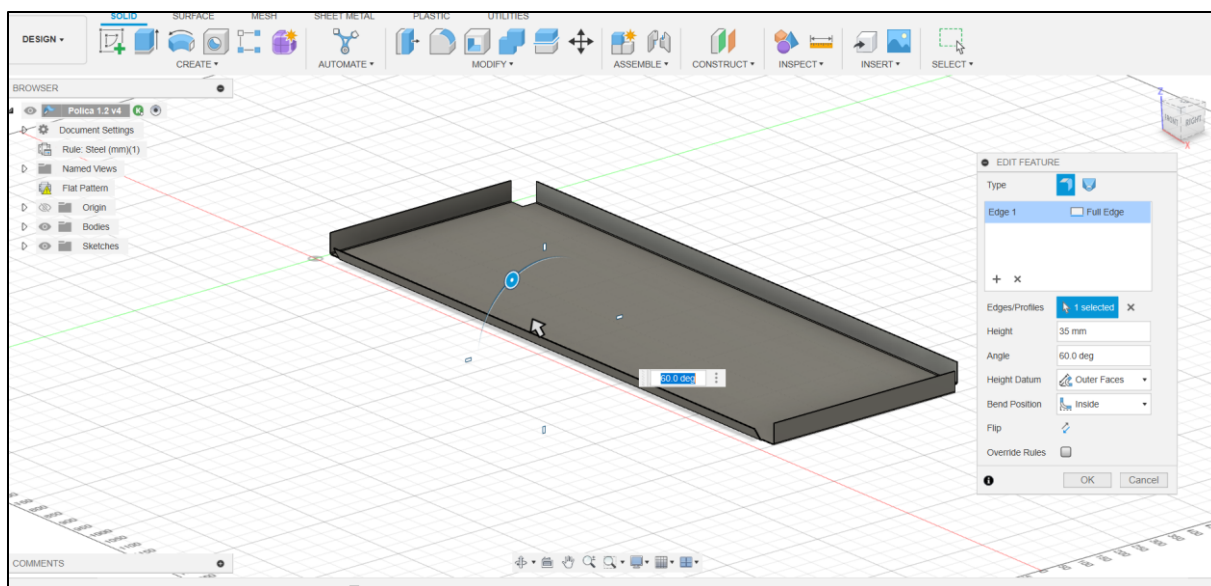 SOLID SURFACE MESH SHEET METAL PLASTIC UTILITIES
DESIGN
CREATE AUTOMATE MODIFY ASSEMBLE CONSTRUCT INSPECT INSERT SELECT
BROWSER
Polica 1.2 v4
Document Settings
Rule: Steel (mm)(1)
Named Views
Flat Pattern
Origin
Bodies
Sketches
Z
FRONT RIGHT
X
EDIT FEATURE
Type
Edge 1 Full Edge
Edges/Profiles 1 selected
Height 35 mm
Angle 60.0 deg
Height Datum Outer Faces
Bend Position Inside
Flip
Override Rules
OK Cancel
60.0 deg
COMMENTS